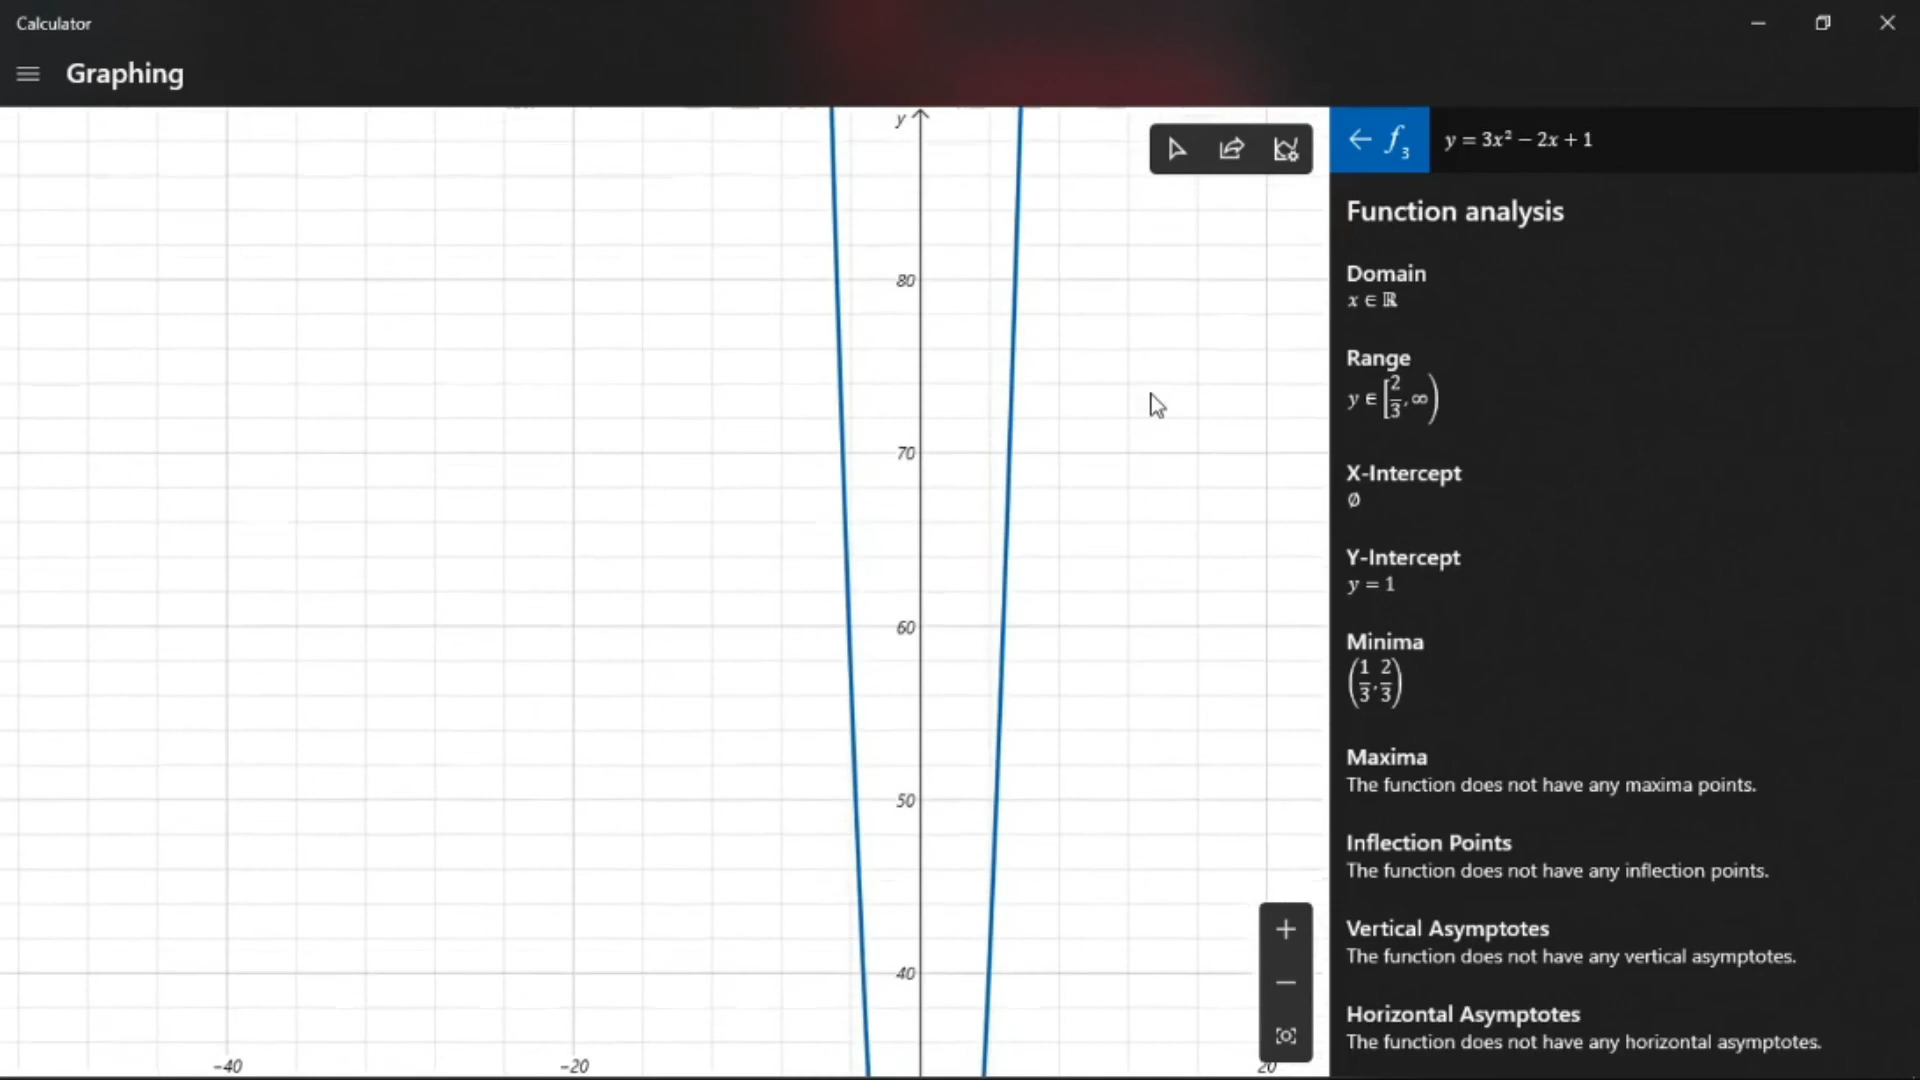 Calculator
Graphing
y
80
70
60
50
40
−40
−20
20
f₃
y = 3x² − 2x + 1
Function analysis
Domain
x ∈ ℝ
Range
y ∈ [2/3, ∞)
X-Intercept
∅
Y-Intercept
y = 1
Minima
(1/3, 2/3)
Maxima
The function does not have any maxima points.
Inflection Points
The function does not have any inflection points.
Vertical Asymptotes
The function does not have any vertical asymptotes.
Horizontal Asymptotes
The function does not have any horizontal asymptotes.